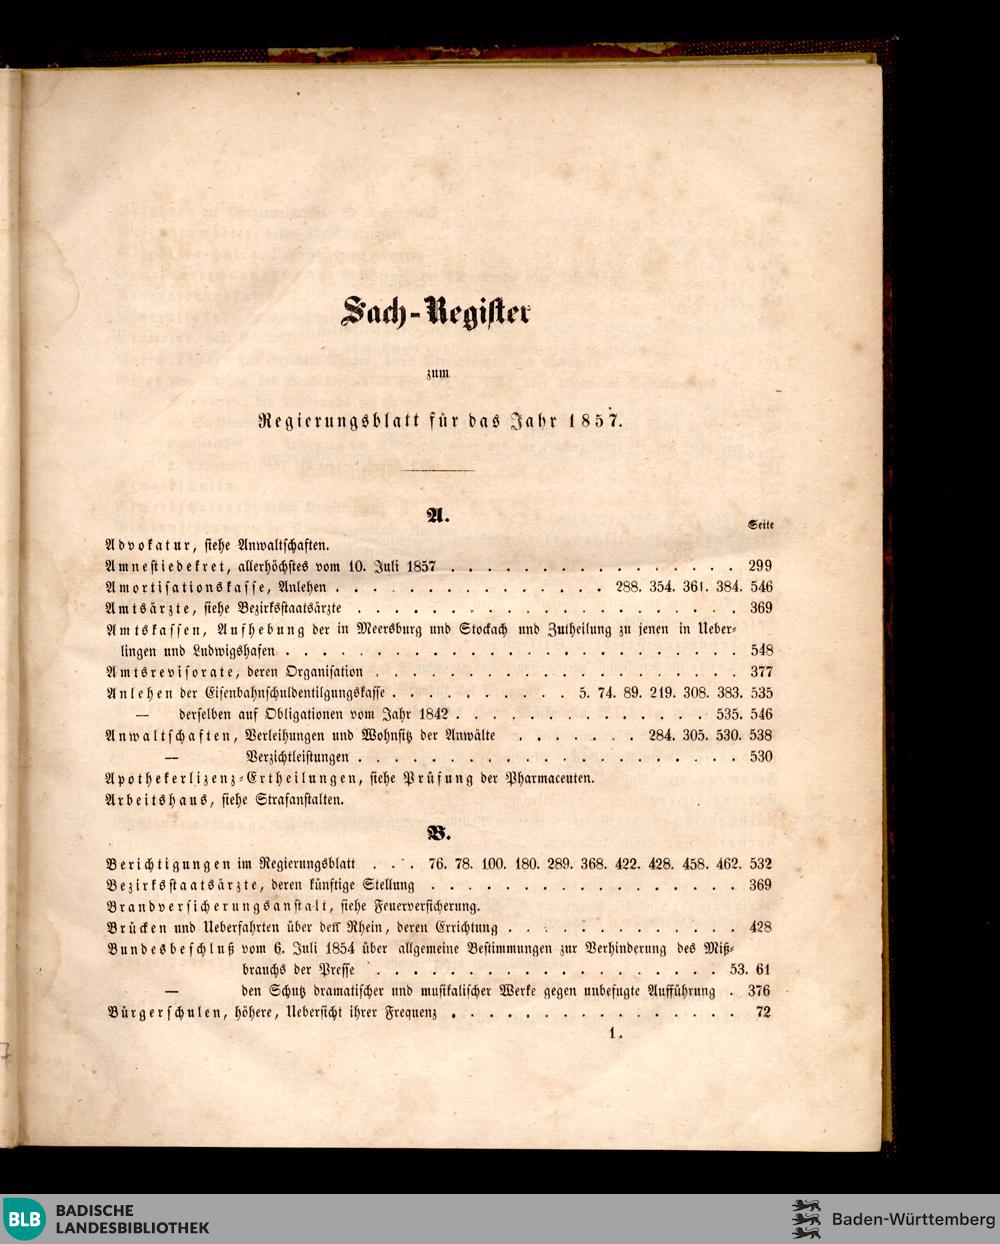 Sach-Register
zum
Regierungsblatt für das Jahr 1857.
A.
Seite
Advokatur, siehe Anwaltschaften.
Amnestiedekret, allerhöchstes vom 10. Juli 1857 . . . . . . . . . . . . . . . . 299
Amortisationskasse, Anlehen . . . . . . . . . . . . . . 288. 354. 361. 384. 546
Amtsärzte, siehe Bezirksstaatsärzte . . . . . . . . . . . . . . . . . . . . 369
Amtskassen, Aufhebung der in Meersburg und Stockach und Zutheilung zu jenen in Ueber-
lingen und Ludwigshafen . . . . . . . . . . . . . . . . . . . . . . . . 548
Amtsrevisorate, deren Organisation . . . . . . . . . . . . . . . . . . . 377
Anlehen der Eisenbahnschuldentilgungskasse . . . . . . . . . . 5. 74. 89. 219. 308. 383. 535
— derselben auf Obligationen vom Jahr 1842 . . . . . . . . . . . . . . 535. 546
Anwaltschaften, Verleihungen und Wohnsitz der Anwälte . . . . . . . 284. 305. 530. 538
— Verzichtleistungen . . . . . . . . . . . . . . . . . . . . 530
Apothekerlizenz-Ertheilungen, siehe Prüfung der Pharmaceuten.
Arbeitshaus, siehe Strafanstalten.
B.
Berichtigungen im Regierungsblatt . . . 76. 78. 100. 180. 289. 368. 422. 428. 458. 462. 532
Bezirksstaatsärzte, deren künftige Stellung . . . . . . . . . . . . . . . . . 369
Brandversicherungsanstalt, siehe Feuerversicherung.
Brücken und Ueberfahrten über den Rhein, deren Errichtung . . . . . . . . . . . . . 428
Bundesbeschluß vom 6. Juli 1854 über allgemeine Bestimmungen zur Verhinderung des Miß-
brauchs der Presse . . . . . . . . . . . . . . . . . . . 53. 61
— den Schutz dramatischer und musikalischer Werke gegen unbefugte Aufführung . 376
Bürgerschulen, höhere, Uebersicht ihrer Frequenz . . . . . . . . . . . . . . . . 72
1.
BLB BADISCHE
LANDESBIBLIOTHEK
Baden-Württemberg